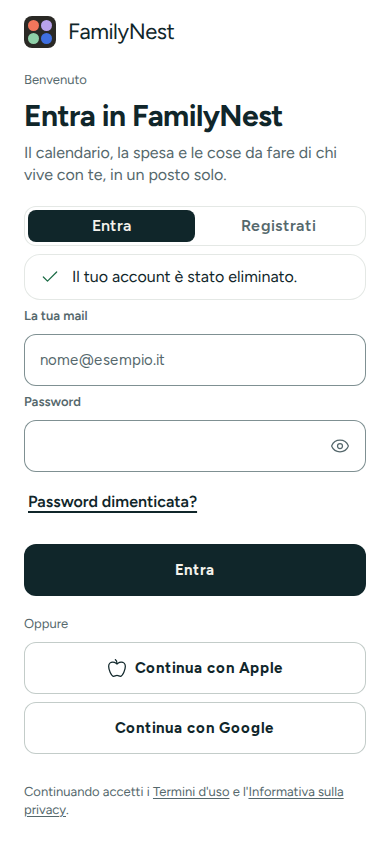 FamilyNest
Benvenuto
Entra in FamilyNest
Il calendario, la spesa e le cose da fare di chi
vive con te, in un posto solo.
Entra
Registrati
Il tuo account è stato eliminato.
La tua mail
nome@esempio.it
Password
Password dimenticata?
Entra
Oppure
Continua con Apple
Continua con Google
Continuando accetti i Termini d'uso e l'Informativa sulla
privacy.